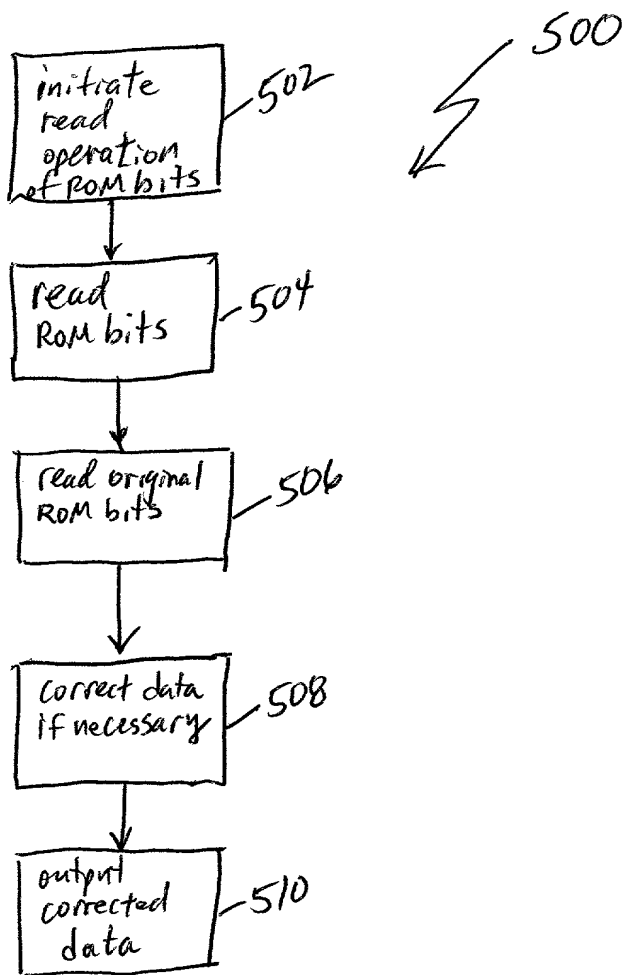 500
initiate
read
operation
of ROM bits
502
read
ROM bits
504
read original
ROM bits
506
correct data
if necessary
508
output
corrected
data
510